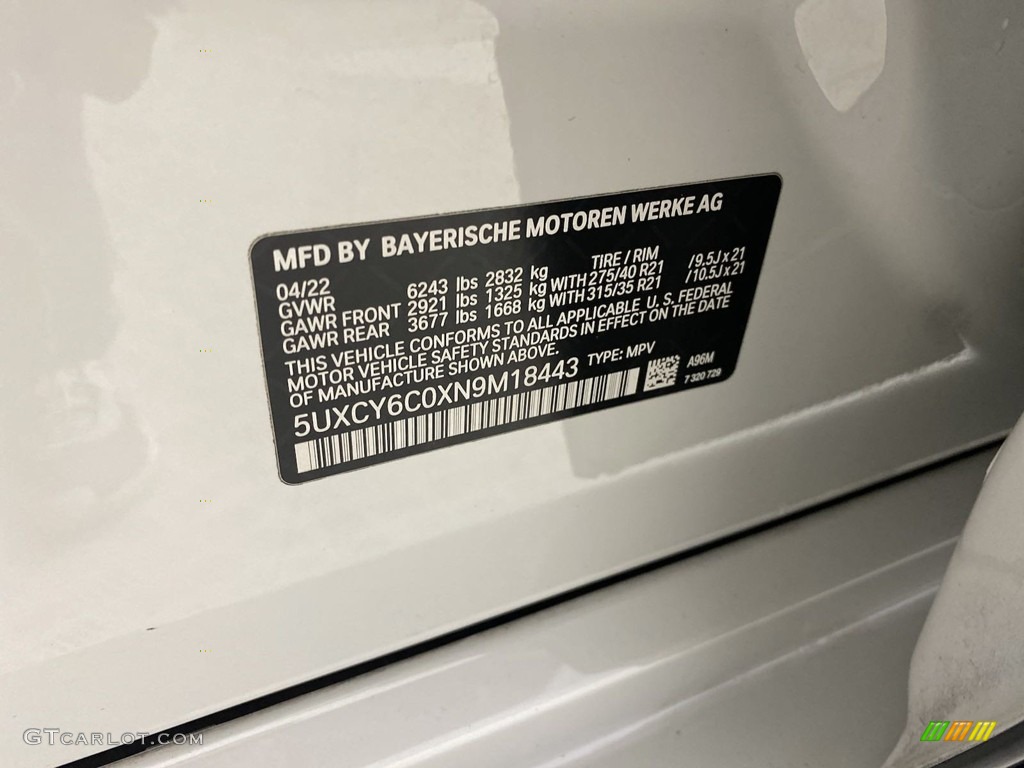 MFD BY BAYERISCHE MOTOREN WERKE AG
04/22 TIRE / RIM
GVWR 6243 lbs 2832 kg
GAWR FRONT 2921 lbs 1325 kg WITH 275/40 R21 /9.5J x 21
GAWR REAR 3677 lbs 1668 kg WITH 315/35 R21 /10.5J x 21
THIS VEHICLE CONFORMS TO ALL APPLICABLE U.S. FEDERAL
MOTOR VEHICLE SAFETY STANDARDS IN EFFECT ON THE DATE
OF MANUFACTURE SHOWN ABOVE.
5UXCY6C0XN9M18443 TYPE: MPV
A96M
7 320 729
GTCARLOT.COM